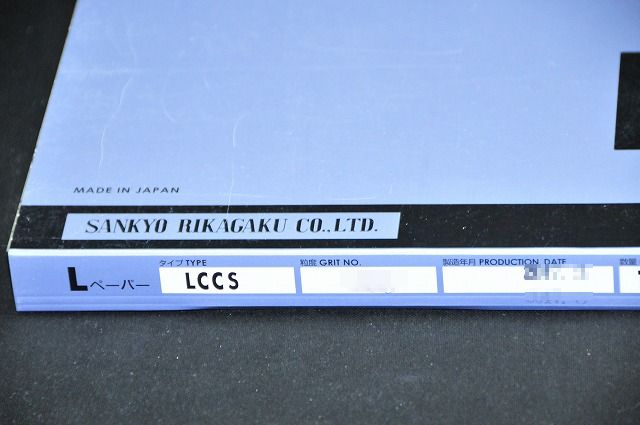 MADE IN JAPAN
SANKYO RIKAGAKU CO.,LTD.
Lペーパー
タイプ TYPE
LCCS
粒度 GRIT NO.
製造年月 PRODUCTION DATE
数量